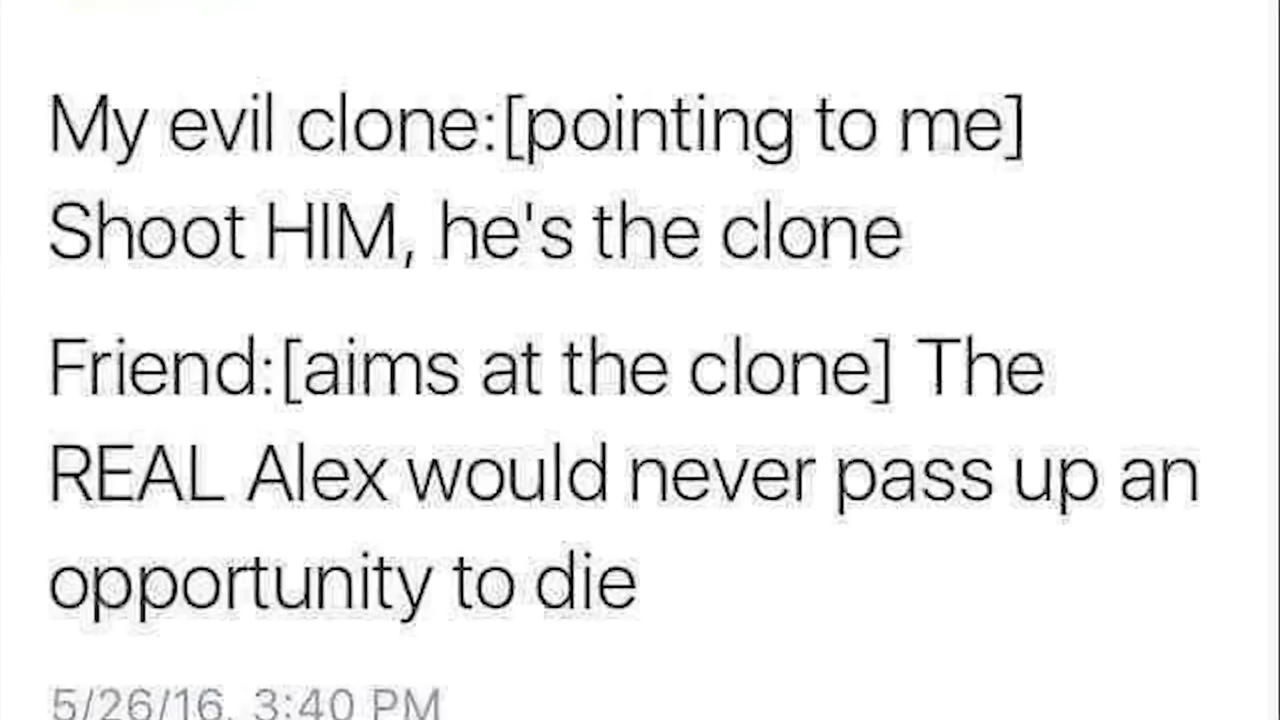 My evil clone:[pointing to me]
Shoot HIM, he's the clone
Friend:[aims at the clone] The
REAL Alex would never pass up an
opportunity to die
5/26/16, 3:40 PM